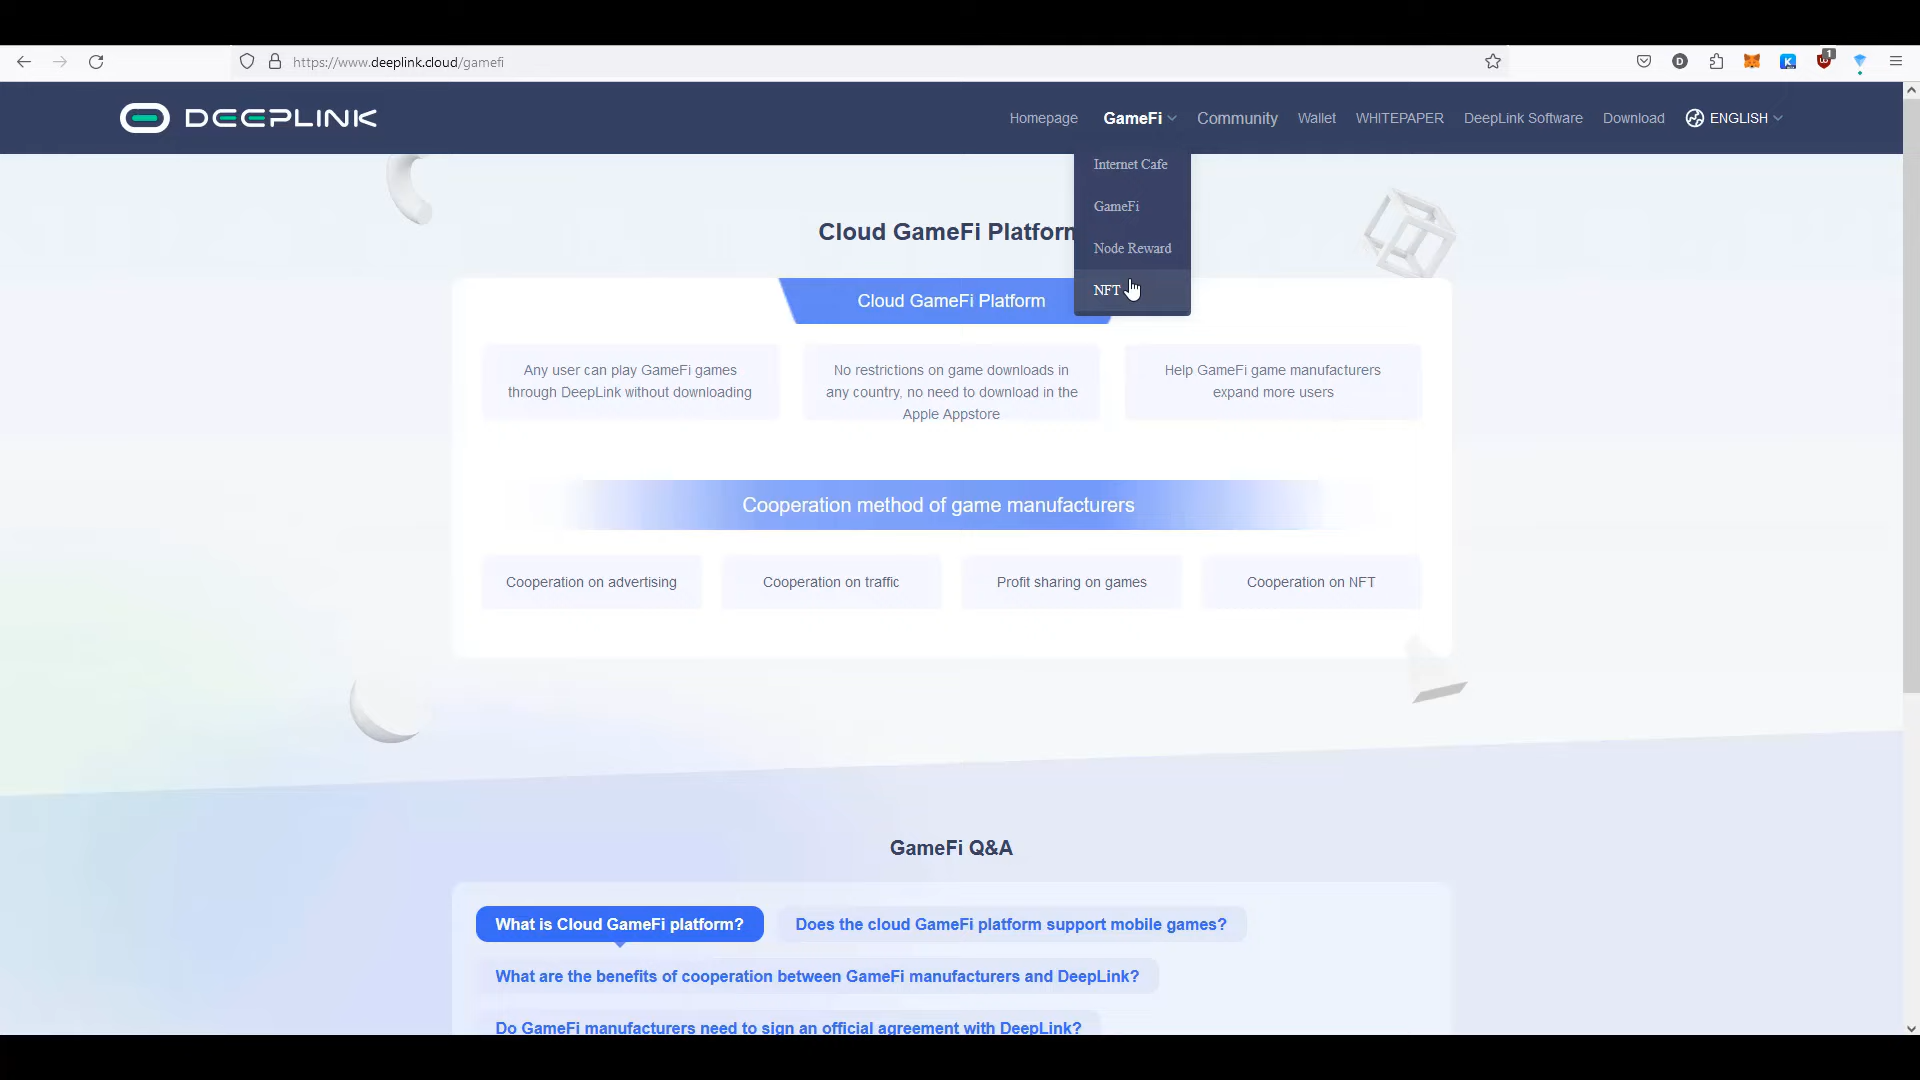 https://www.deeplink.cloud/gamefi
D
K
1
DEEPLINK
Homepage
GameFi
Community
Wallet
WHITEPAPER
DeepLink Software
Download
ENGLISH
Internet Cafe
GameFi
Node Reward
NFT
Cloud GameFi Platform
Cloud GameFi Platform
Any user can play GameFi games
through DeepLink without downloading
No restrictions on game downloads in
any country, no need to download in the
Apple Appstore
Help GameFi game manufacturers
expand more users
Cooperation method of game manufacturers
Cooperation on advertising
Cooperation on traffic
Profit sharing on games
Cooperation on NFT
GameFi Q&A
What is Cloud GameFi platform?
Does the cloud GameFi platform support mobile games?
What are the benefits of cooperation between GameFi manufacturers and DeepLink?
Do GameFi manufacturers need to sign an official agreement with DeepLink?